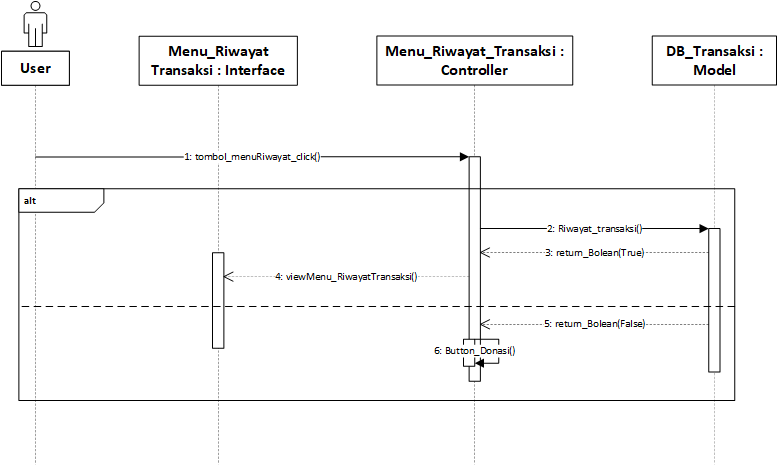 User
Menu_Riwayat
Transaksi : Interface
Menu_Riwayat_Transaksi :
Controller
DB_Transaksi :
Model
1: tombol_menuRiwayat_click()
alt
2: Riwayat_transaksi()
3: return_Bolean(True)
4: viewMenu_RiwayatTransaksi()
5: return_Bolean(False)
6: Button_Donasi()